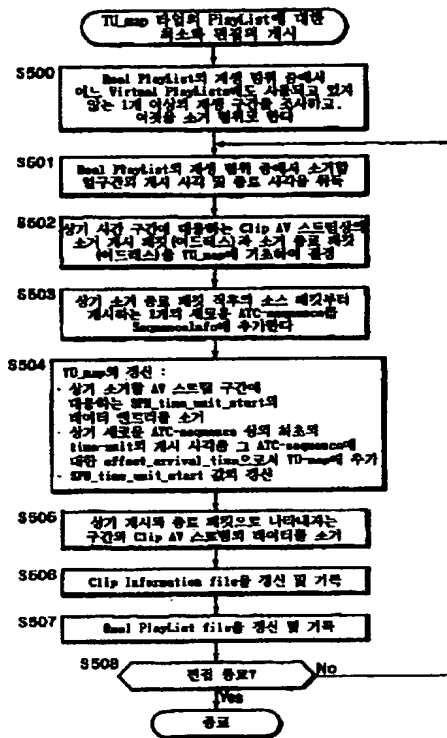 TU_map 타입의 PlayList에 대한
최소화 편집의 개시
S500
Real PlayList의 재생 범위 중에서
어느 Virtual PlayList에도 사용되고 있지
않는 1개 이상의 재생 구간을 조사하고,
이것을 소거 범위로 한다
S501
Real PlayList의 재생 범위 중에서 소거할
일구간의 개시 시각 및 종료 시각을 취득
S502
상기 시간 구간에 대응하는 Clip AV 스트림상의
소거 개시 패킷(어드레스)과 소거 종료 패킷
(어드레스)을 TU_map에 기초하여 결정
S503
상기 소거 종료 패킷 직후의 소스 패킷부터
개시하는 1개의 새로운 ATC-sequence를
SequenceInfo에 추가한다
S504
TU_map의 갱신 :
- 상기 소거할 AV 스트림 구간에
대응하는 SPN_time_unit_start의
데이터 엔트리를 소거
- 상기 새로운 ATC-sequence 상의 최초의
time-unit의 개시 시각을 그 ATC-sequence에
대한 offset_arrival_time으로서 TU-map에 추가
- SPN_time_unit_start 값의 갱신
S505
상기 개시와 종료 패킷으로 나타내지는
구간의 Clip AV 스트림의 데이터를 소거
S506
Clip Information file을 갱신 및 기록
S507
Real PlayList file을 갱신 및 기록
S508
편집 종료?
No
Yes
종료